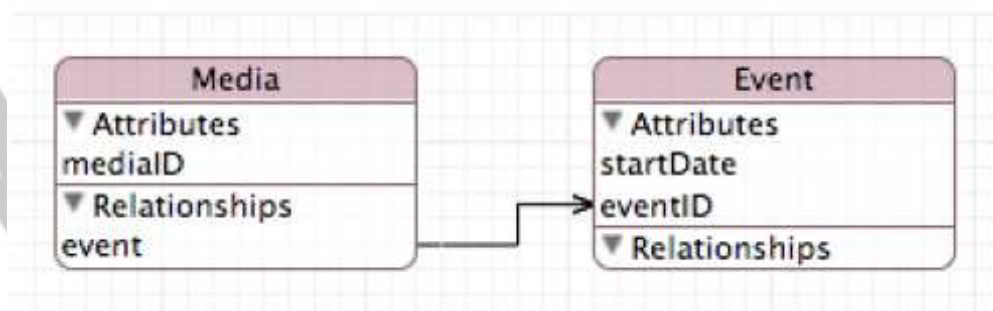 Media
Attributes
mediaID
Relationships
event
Event
Attributes
startDate
eventID
Relationships